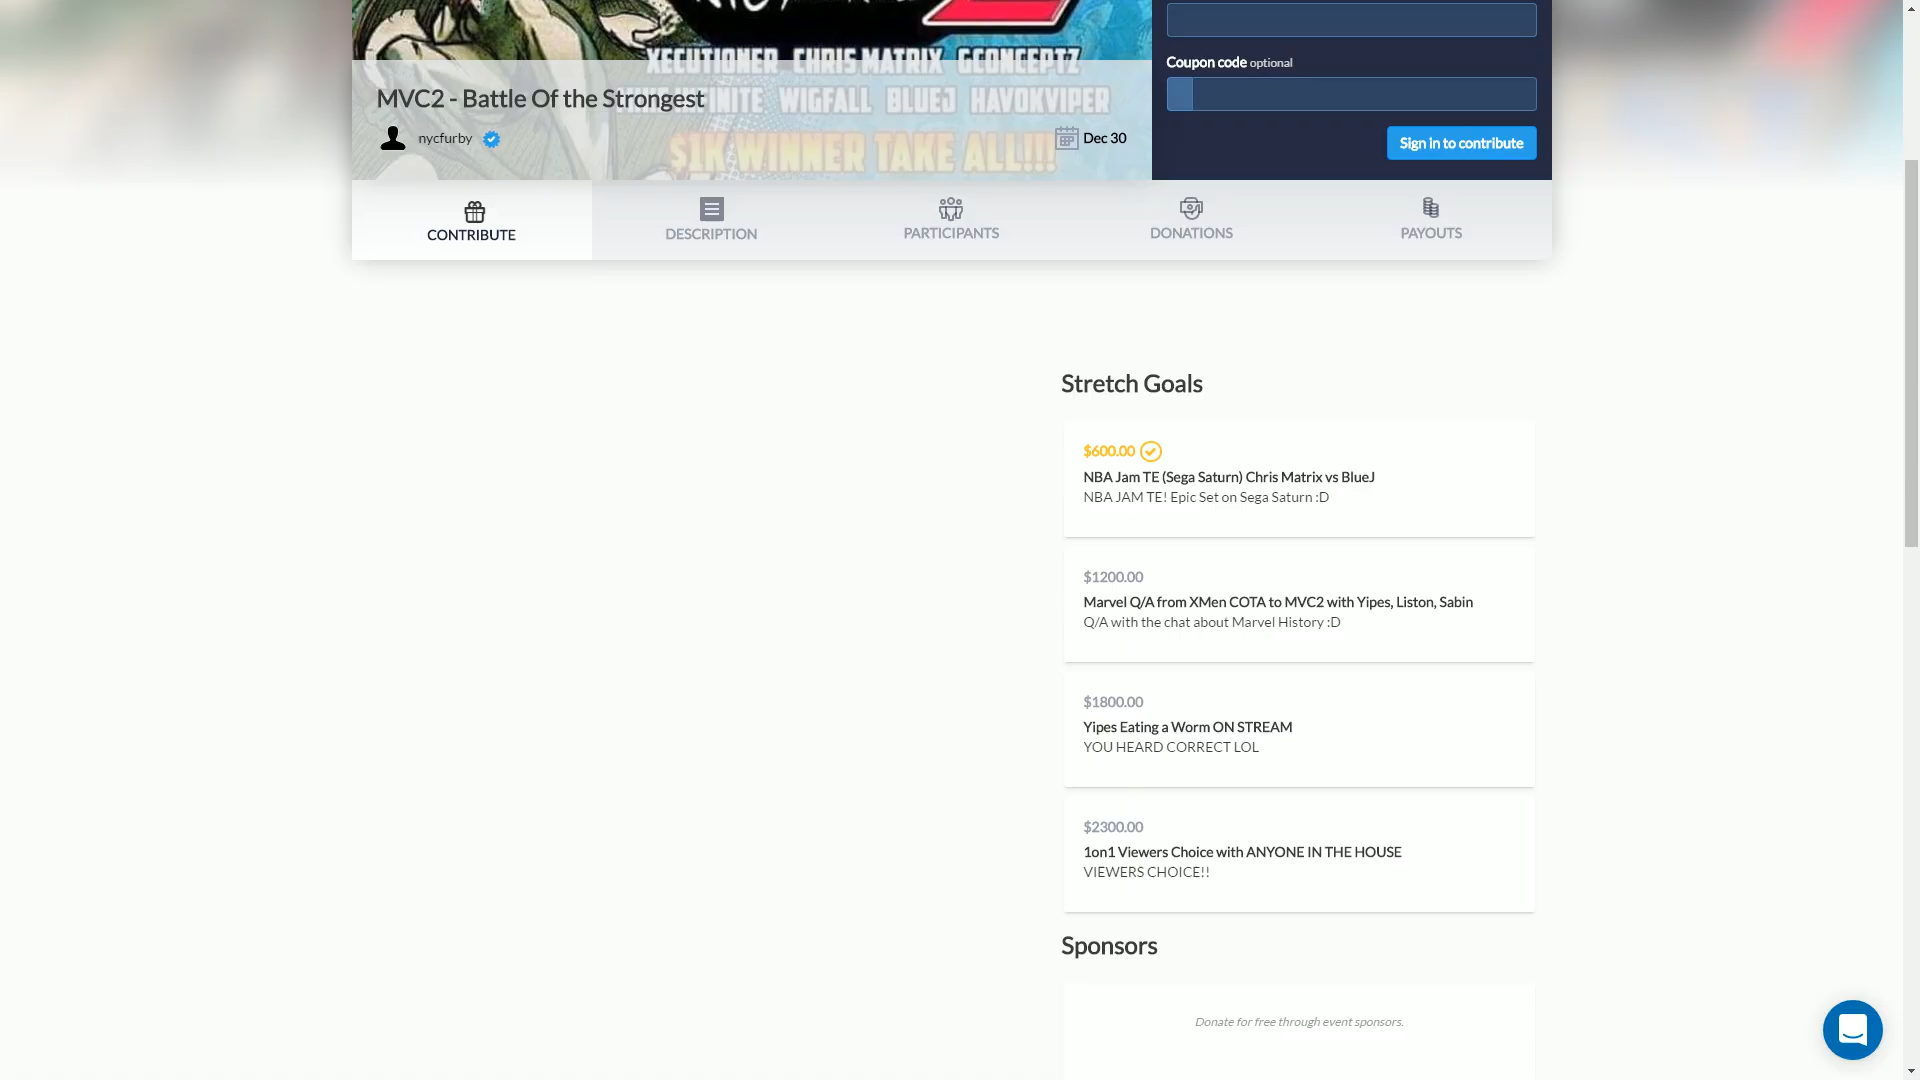 XECUTIONER CHRIS MATRIX GCONCEPTZ
WIGFALL BLUEJ HAVOKVIPER
$1K WINNER TAKE ALL!!!
MVC2 - Battle Of the Strongest
nycfurby
Dec 30
Coupon code optional
Sign in to contribute
CONTRIBUTE
DESCRIPTION
PARTICIPANTS
DONATIONS
PAYOUTS
Stretch Goals
$600.00
NBA Jam TE (Sega Saturn) Chris Matrix vs BlueJ
NBA JAM TE! Epic Set on Sega Saturn :D
$1200.00
Marvel Q/A from XMen COTA to MVC2 with Yipes, Liston, Sabin
Q/A with the chat about Marvel History :D
$1800.00
Yipes Eating a Worm ON STREAM
YOU HEARD CORRECT LOL
$2300.00
1on1 Viewers Choice with ANYONE IN THE HOUSE
VIEWERS CHOICE!!
Sponsors
Donate for free through event sponsors.